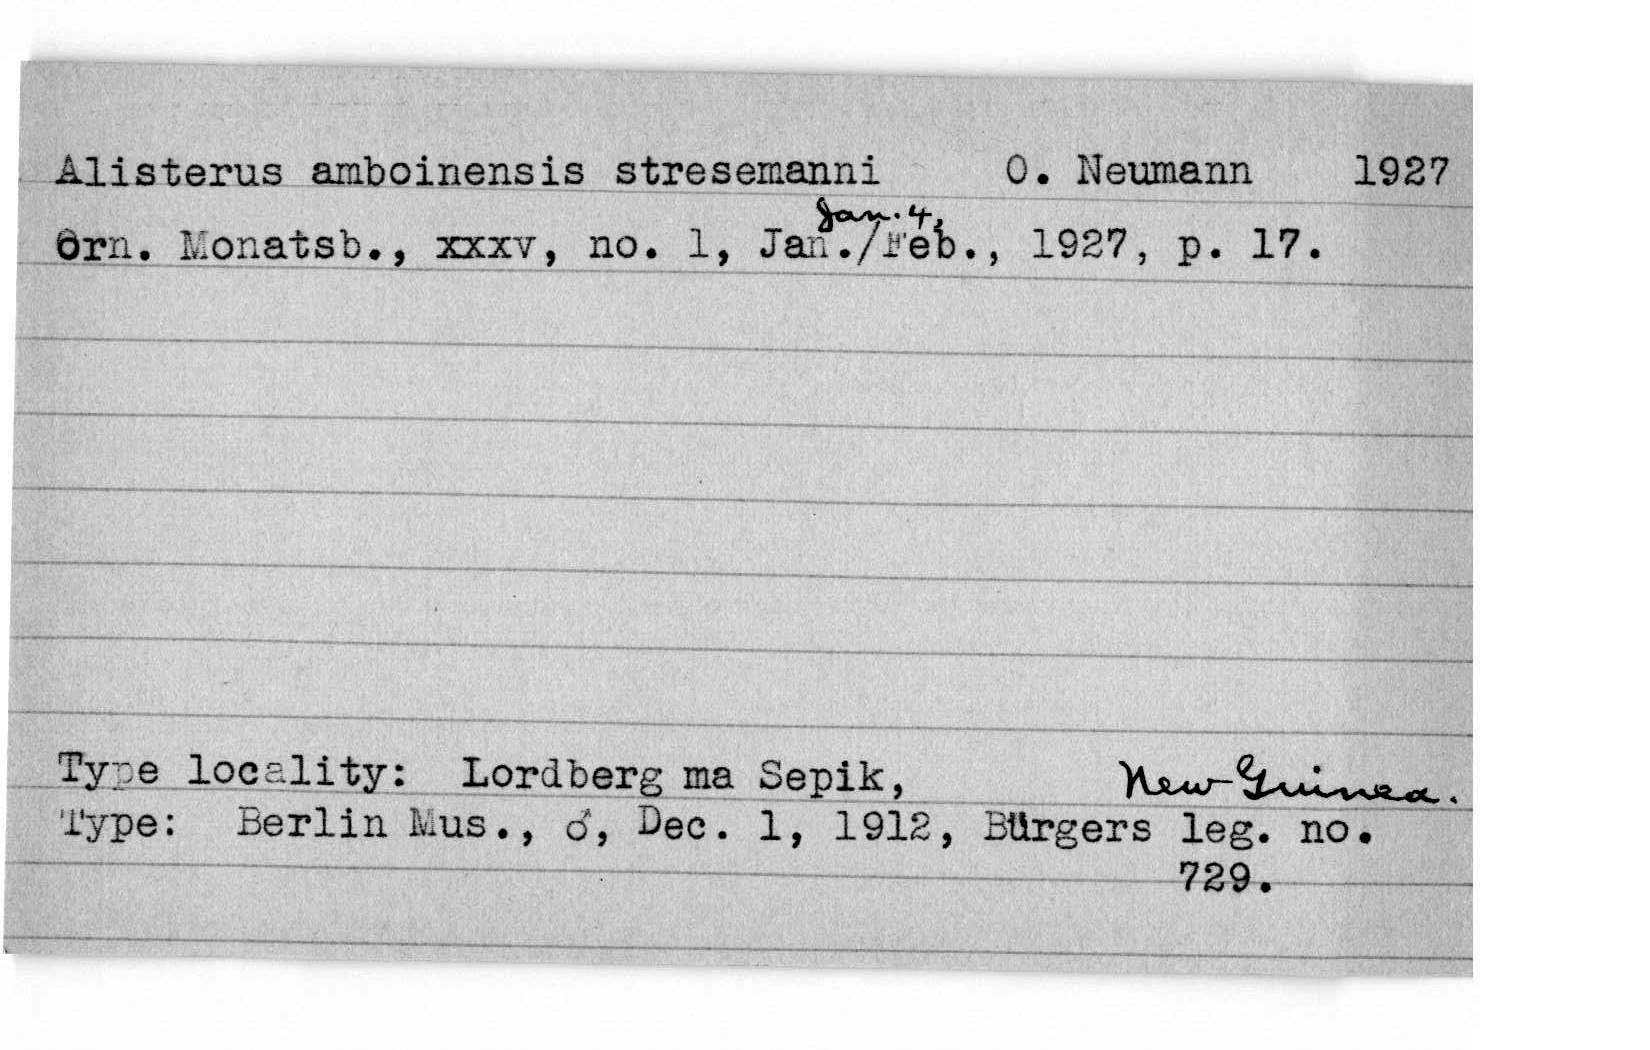 Alisterus amboinensis stresemanni O. Neumann 1927
Jan. 4,
Orn. Monatsb., xxxv, no. 1, Jan./Feb., 1927, p. 17.
Type locality: Lordberg ma Sepik, New Guinea.
Type: Berlin Mus., ♂, Dec. 1, 1912, Bürgers leg. no.
729.